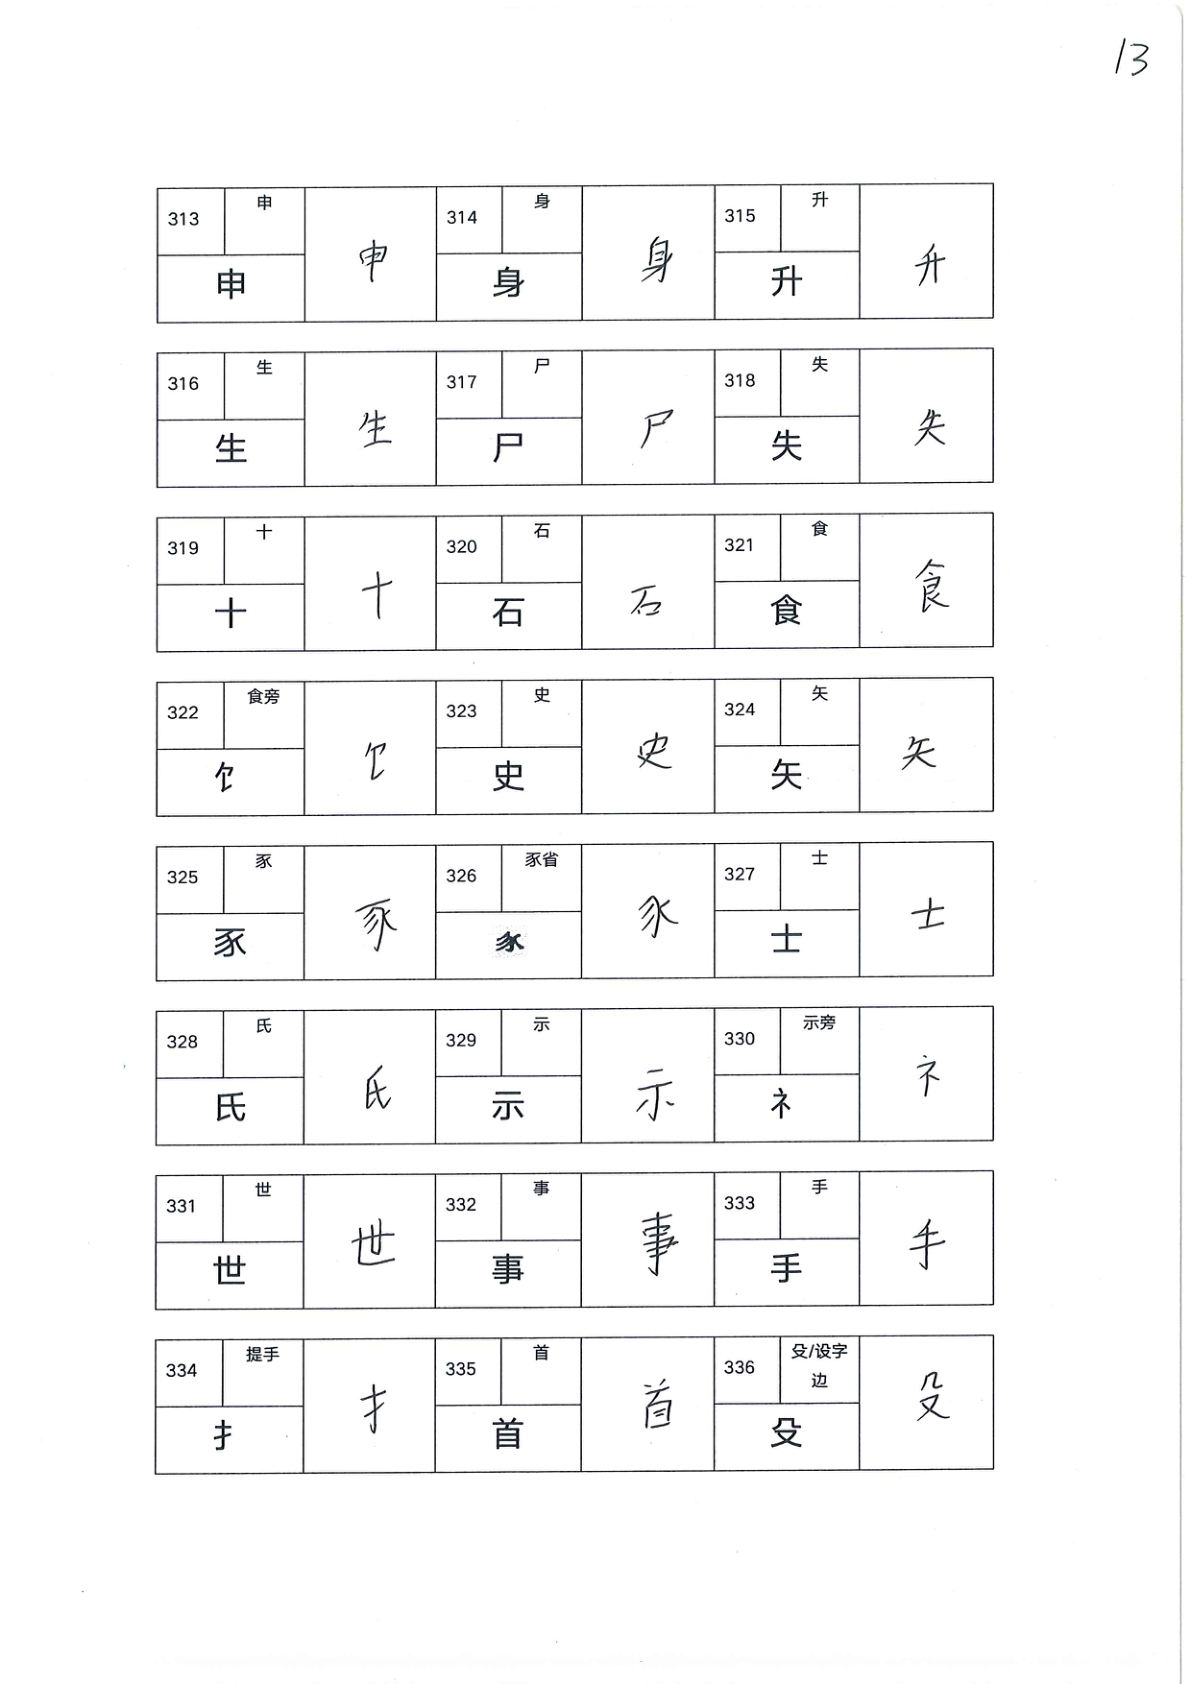 13
313 申 申 申 314 身 身 身 315 升 升 升
316 生 生 生 317 尸 尸 尸 318 失 失 失
319 十 十 十 320 石 石 石 321 食 食 食
322 食旁 饣 饣 323 史 史 史 324 矢 矢 矢
325 豕 豕 豕 326 豕省 327 士 士 士
328 氏 氏 氏 329 示 示 示 330 示旁 礻 礻
331 世 世 世 332 事 事 事 333 手 手 手
334 提手 扌 扌 335 首 首 首 336 殳/设字边 殳 殳